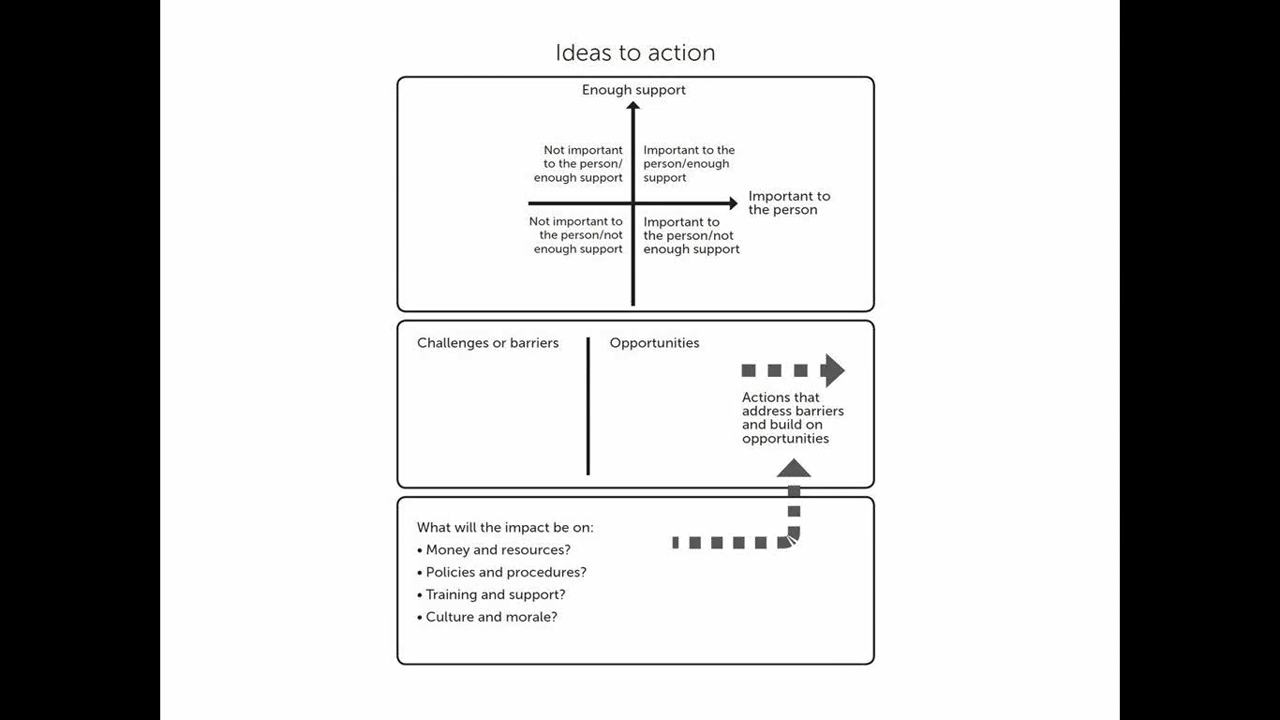 Ideas to action
Enough support
Not important
to the person/
enough support
Important to the
person/enough
support
Important to
the person
Not important to
the person/not
enough support
Important to
the person/not
enough support
Challenges or barriers
Opportunities
Actions that
address barriers
and build on
opportunities
What will the impact be on:
• Money and resources?
• Policies and procedures?
• Training and support?
• Culture and morale?